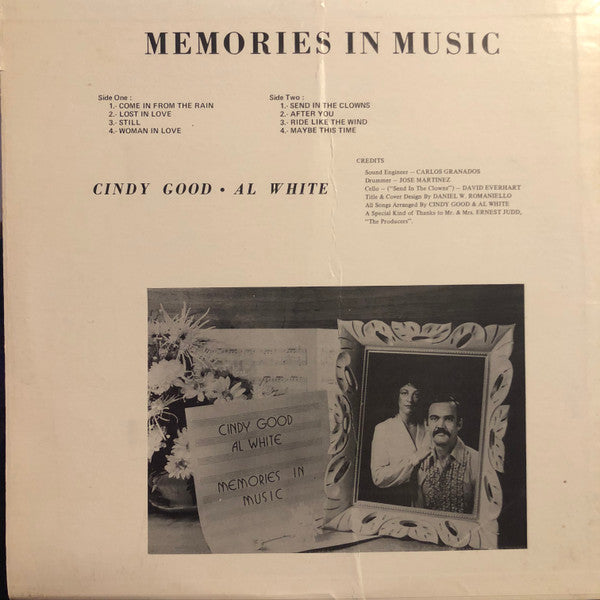 MEMORIES IN MUSIC
Side One :
1.- COME IN FROM THE RAIN
2.- LOST IN LOVE
3.- STILL
4.- WOMAN IN LOVE
Side Two :
1.- SEND IN THE CLOWNS
2.- AFTER YOU
3.- RIDE LIKE THE WIND
4.- MAYBE THIS TIME
CREDITS
Sound Engineer – CARLOS GRANADOS
Drummer – JOSE MARTINEZ
Cello – ("Send In The Clowns") – DAVID EVERHART
Title & Cover Design By DANIEL W. ROMANIELLO
All Songs Arranged By CINDY GOOD & AL WHITE
A Special Kind of Thanks to Mr. & Mrs. ERNEST JUDD,
"The Producers".
CINDY GOOD • AL WHITE
CINDY GOOD
AL WHITE
MEMORIES IN
MUSIC